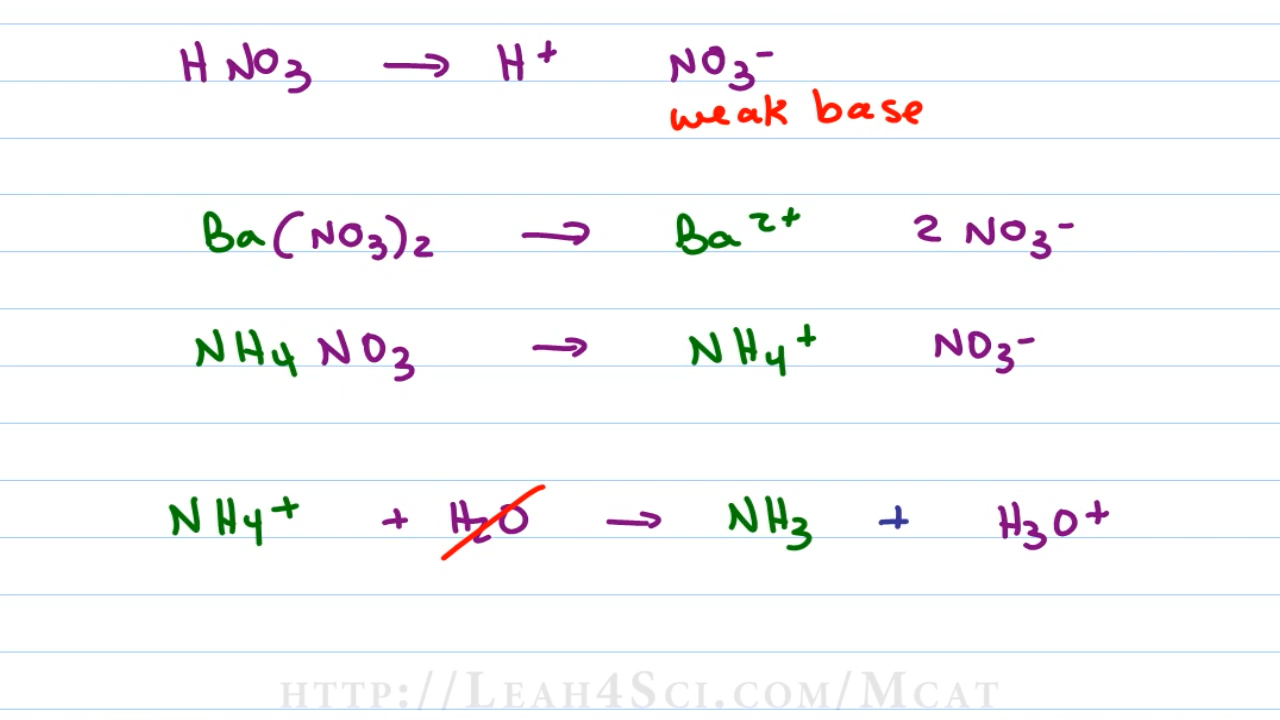 HNO3 → H+ NO3-
weak base
Ba(NO3)2 → Ba2+ 2 NO3-
NH4NO3 → NH4+ NO3-
NH4+ + H2O → NH3 + H3O+
HTTP://LEAH4SCI.COM/MCAT